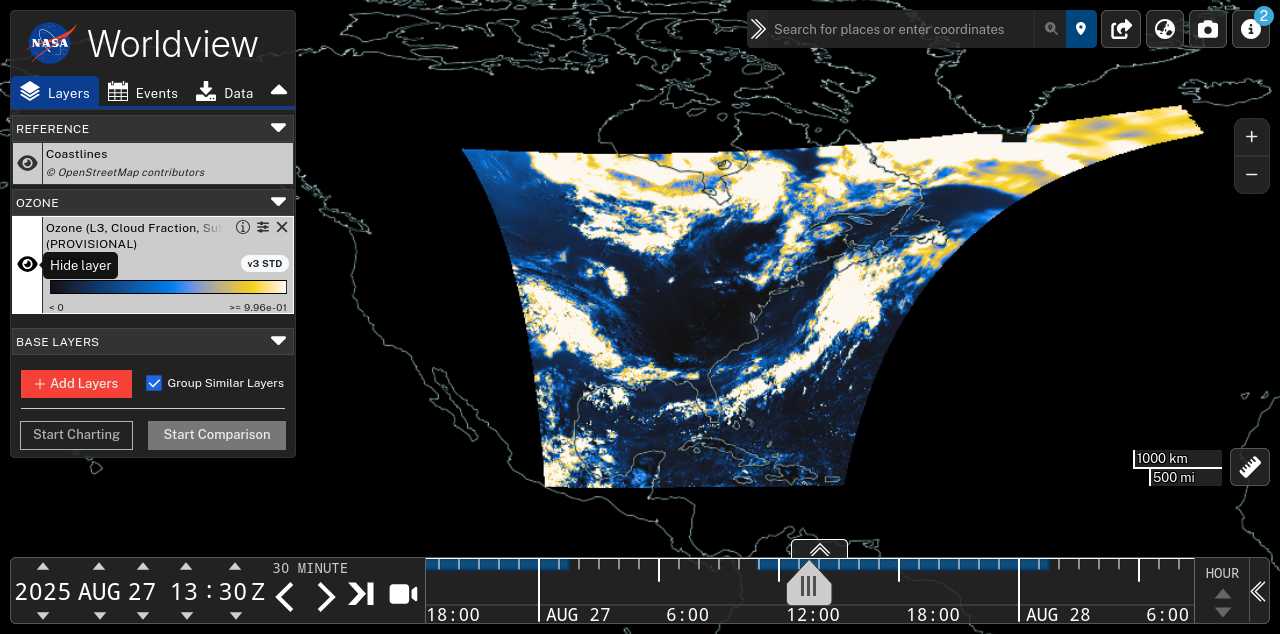 NASA Worldview
Search for places or enter coordinates
2
Layers
Events
Data
REFERENCE
Coastlines
© OpenStreetMap contributors
OZONE
Ozone (L3, Cloud Fraction, Su
(PROVISIONAL)
Hide layer
v3 STD
< 0
>= 9.96e-01
BASE LAYERS
+ Add Layers
Group Similar Layers
Start Charting
Start Comparison
+
−
1000 km
500 mi
30 MINUTE
2025 AUG 27 13 : 30 Z
18:00
AUG 27
6:00
12:00
18:00
AUG 28
6:00
HOUR